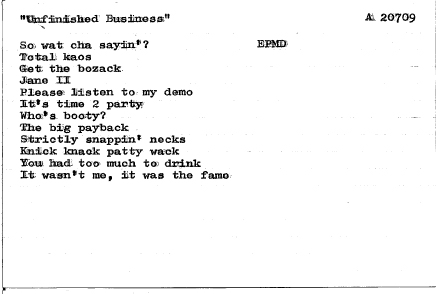 "Unfinished Business" A 20709
So wat cha sayin'? EPMD
Total kaos
Get the bozack
Jane II
Please listen to my demo
It's time 2 party
Who's booty?
The big payback
Strictly snappin' necks
Knick knack patty wack
You had too much to drink
It wasn't me, it was the fame